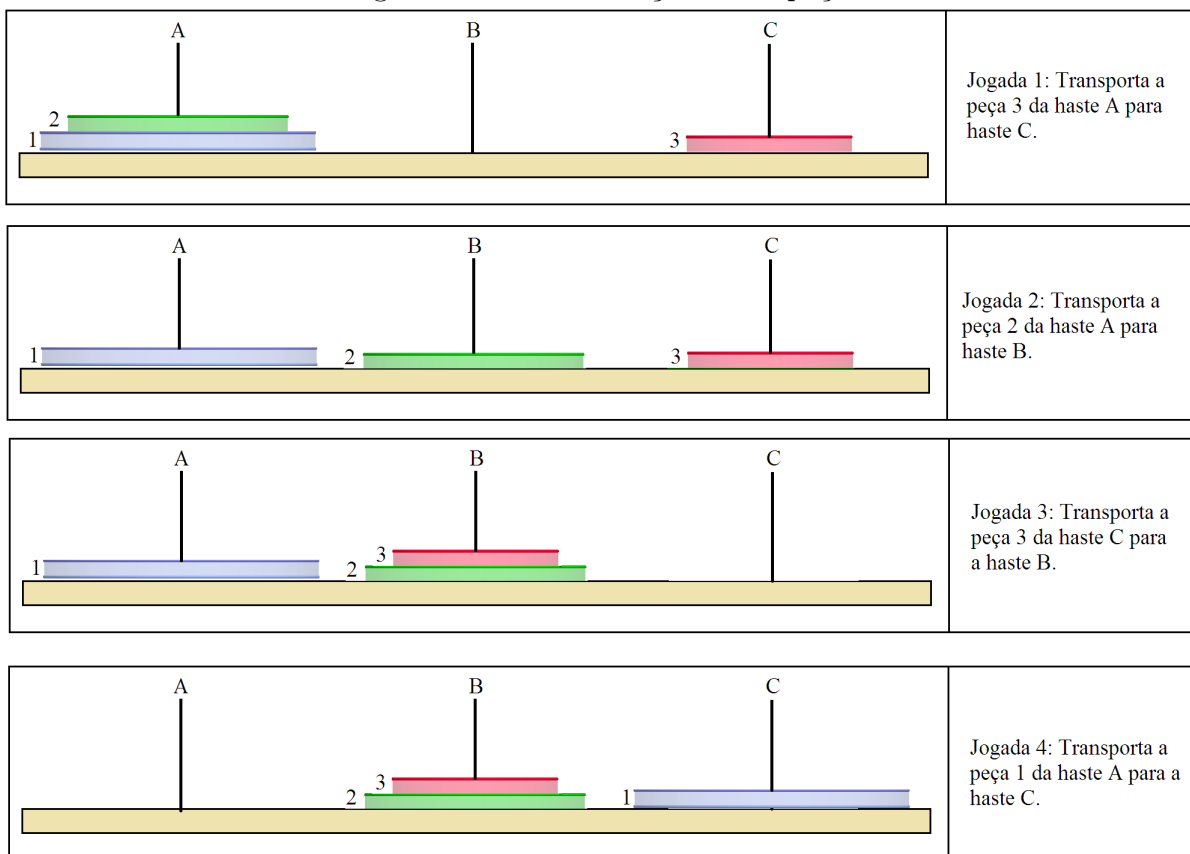 A B C
2
1
3
Jogada 1: Transporta a
peça 3 da haste A para
haste C.
A B C
1
2
3
Jogada 2: Transporta a
peça 2 da haste A para
haste B.
A B C
3
1
2
Jogada 3: Transporta a
peça 3 da haste C para
a haste B.
A B C
3
2
1
Jogada 4: Transporta a
peça 1 da haste A para a
haste C.